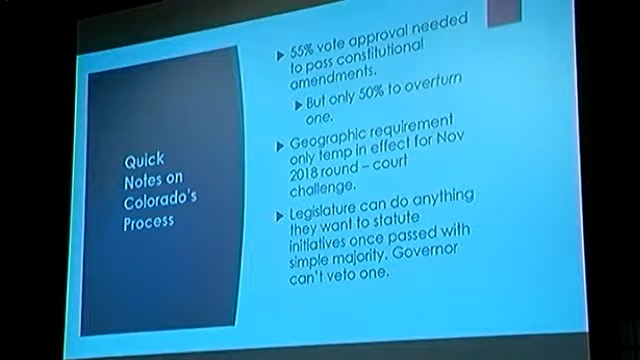 Quick
Notes on
Colorado's
Process
55% vote approval needed
to pass constitutional
amendments.
But only 50% to overturn
one.
Geographic requirement
only temp in effect for Nov
2018 round – court
challenge.
Legislature can do anything
they want to statute
initiatives once passed with
simple majority. Governor
can't veto one.